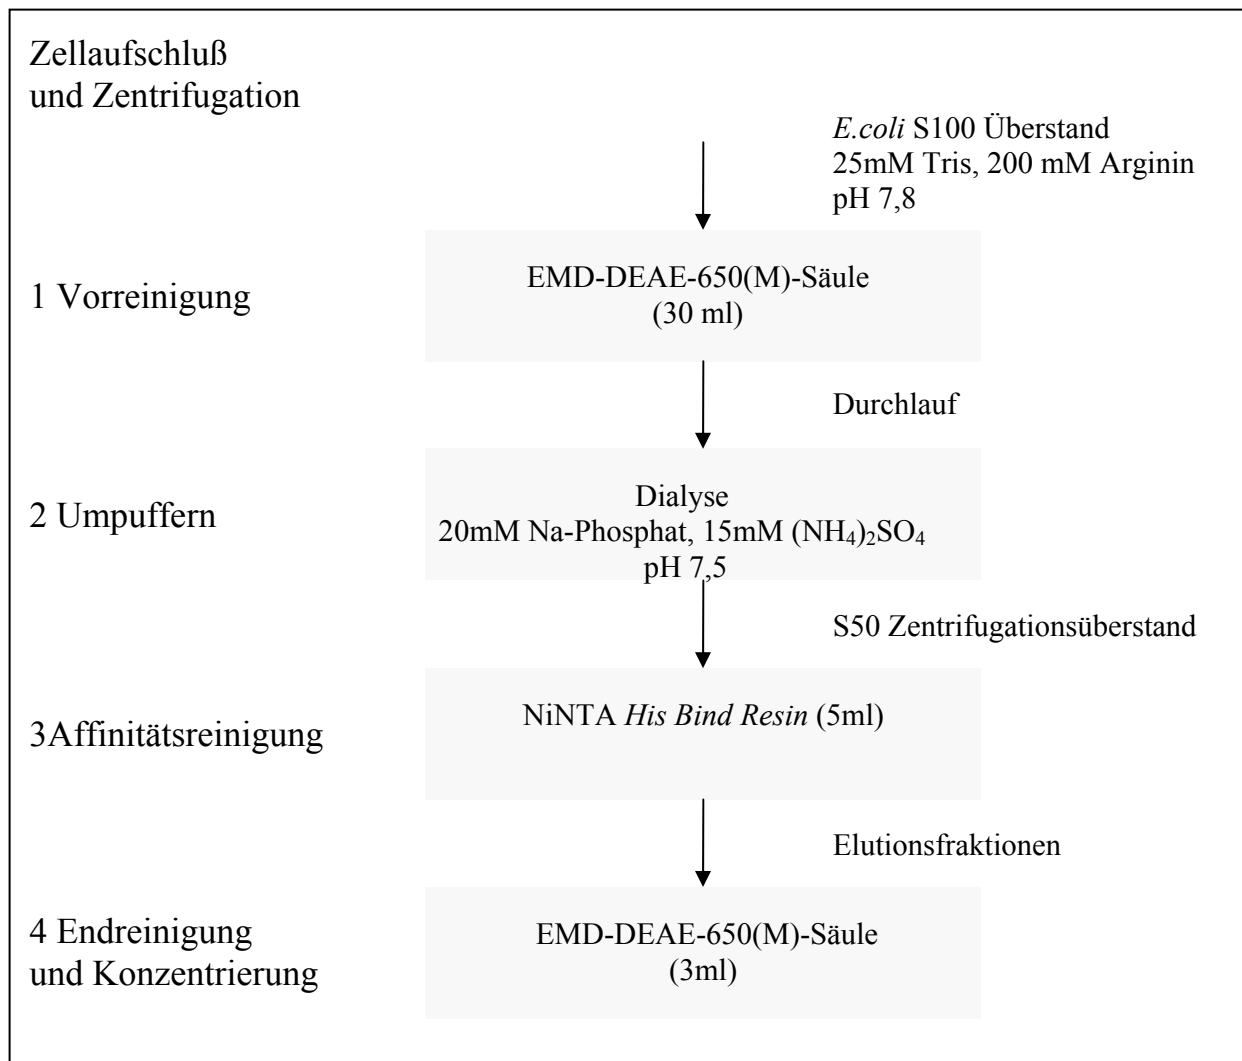 Zellaufschluß
und Zentrifugation
E.coli S100 Überstand
25mM Tris, 200 mM Arginin
pH 7,8
1 Vorreinigung
EMD-DEAE-650(M)-Säule
(30 ml)
Durchlauf
2 Umpuffern
Dialyse
20mM Na-Phosphat, 15mM (NH₄)₂SO₄
pH 7,5
S50 Zentrifugationsüberstand
3Affinitätsreinigung
NiNTA His Bind Resin (5ml)
Elutionsfraktionen
4 Endreinigung
und Konzentrierung
EMD-DEAE-650(M)-Säule
(3ml)